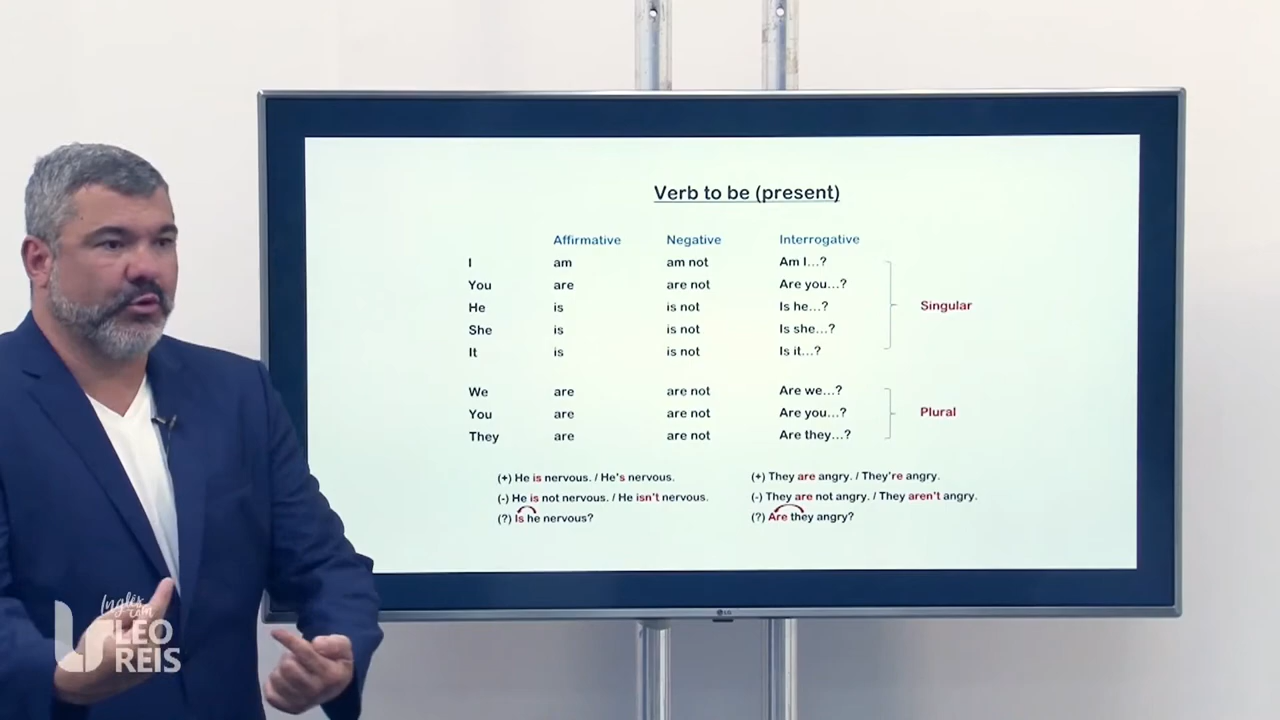 Verb to be (present)
Affirmative Negative Interrogative
I am am not Am I...?
You are are not Are you...?
He is is not Is he...?
She is is not Is she...?
It is is not Is it...?
Singular
We are are not Are we...?
You are are not Are you...?
They are are not Are they...?
Plural
(+) He is nervous. / He's nervous.
(-) He is not nervous. / He isn't nervous.
(?) Is he nervous?
(+) They are angry. / They're angry.
(-) They are not angry. / They aren't angry.
(?) Are they angry?
LG
Inglês
com
LEO
REIS